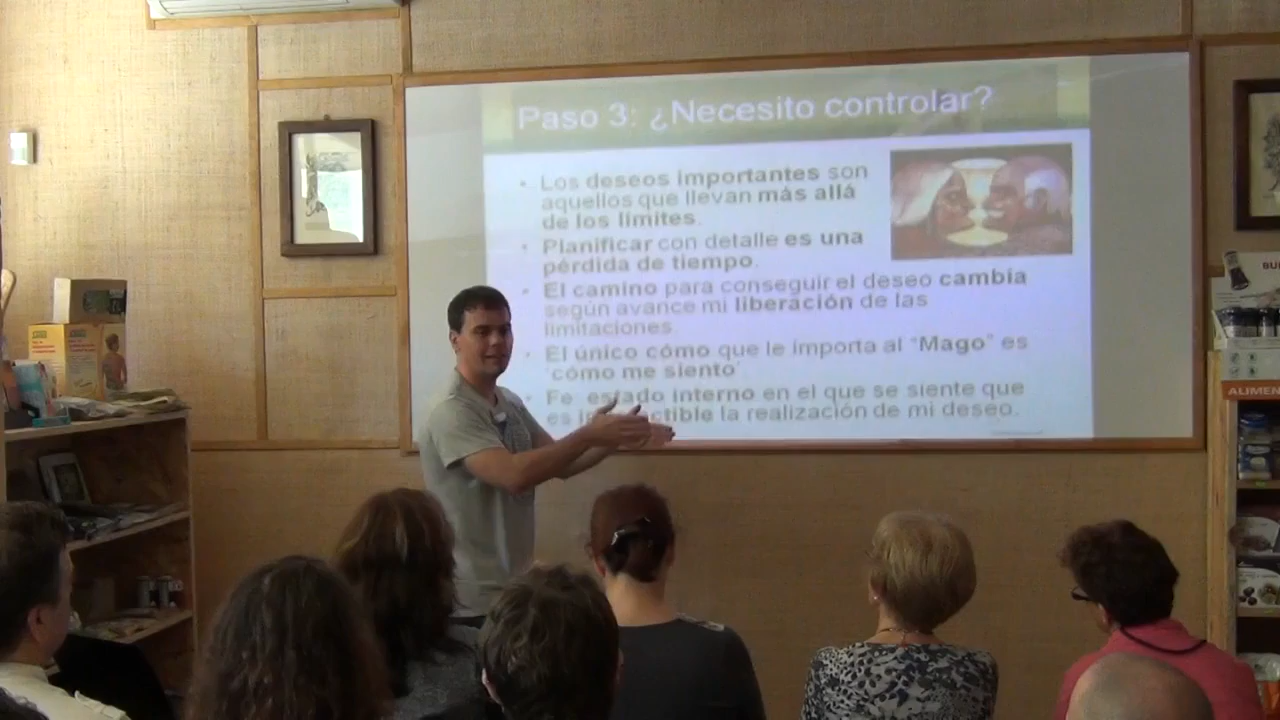 Paso 3: ¿Necesito controlar?
• Los deseos importantes son
aquellos que llevan más allá
de los límites.
• Planificar con detalle es una
pérdida de tiempo.
• El camino para conseguir el deseo cambia
según avance mi liberación de las
limitaciones.
• El único cómo que le importa al "Mago" es
'cómo me siento'
• Fe estado interno en el que se siente que
es la realización de mi deseo.
ALIMEN
BU